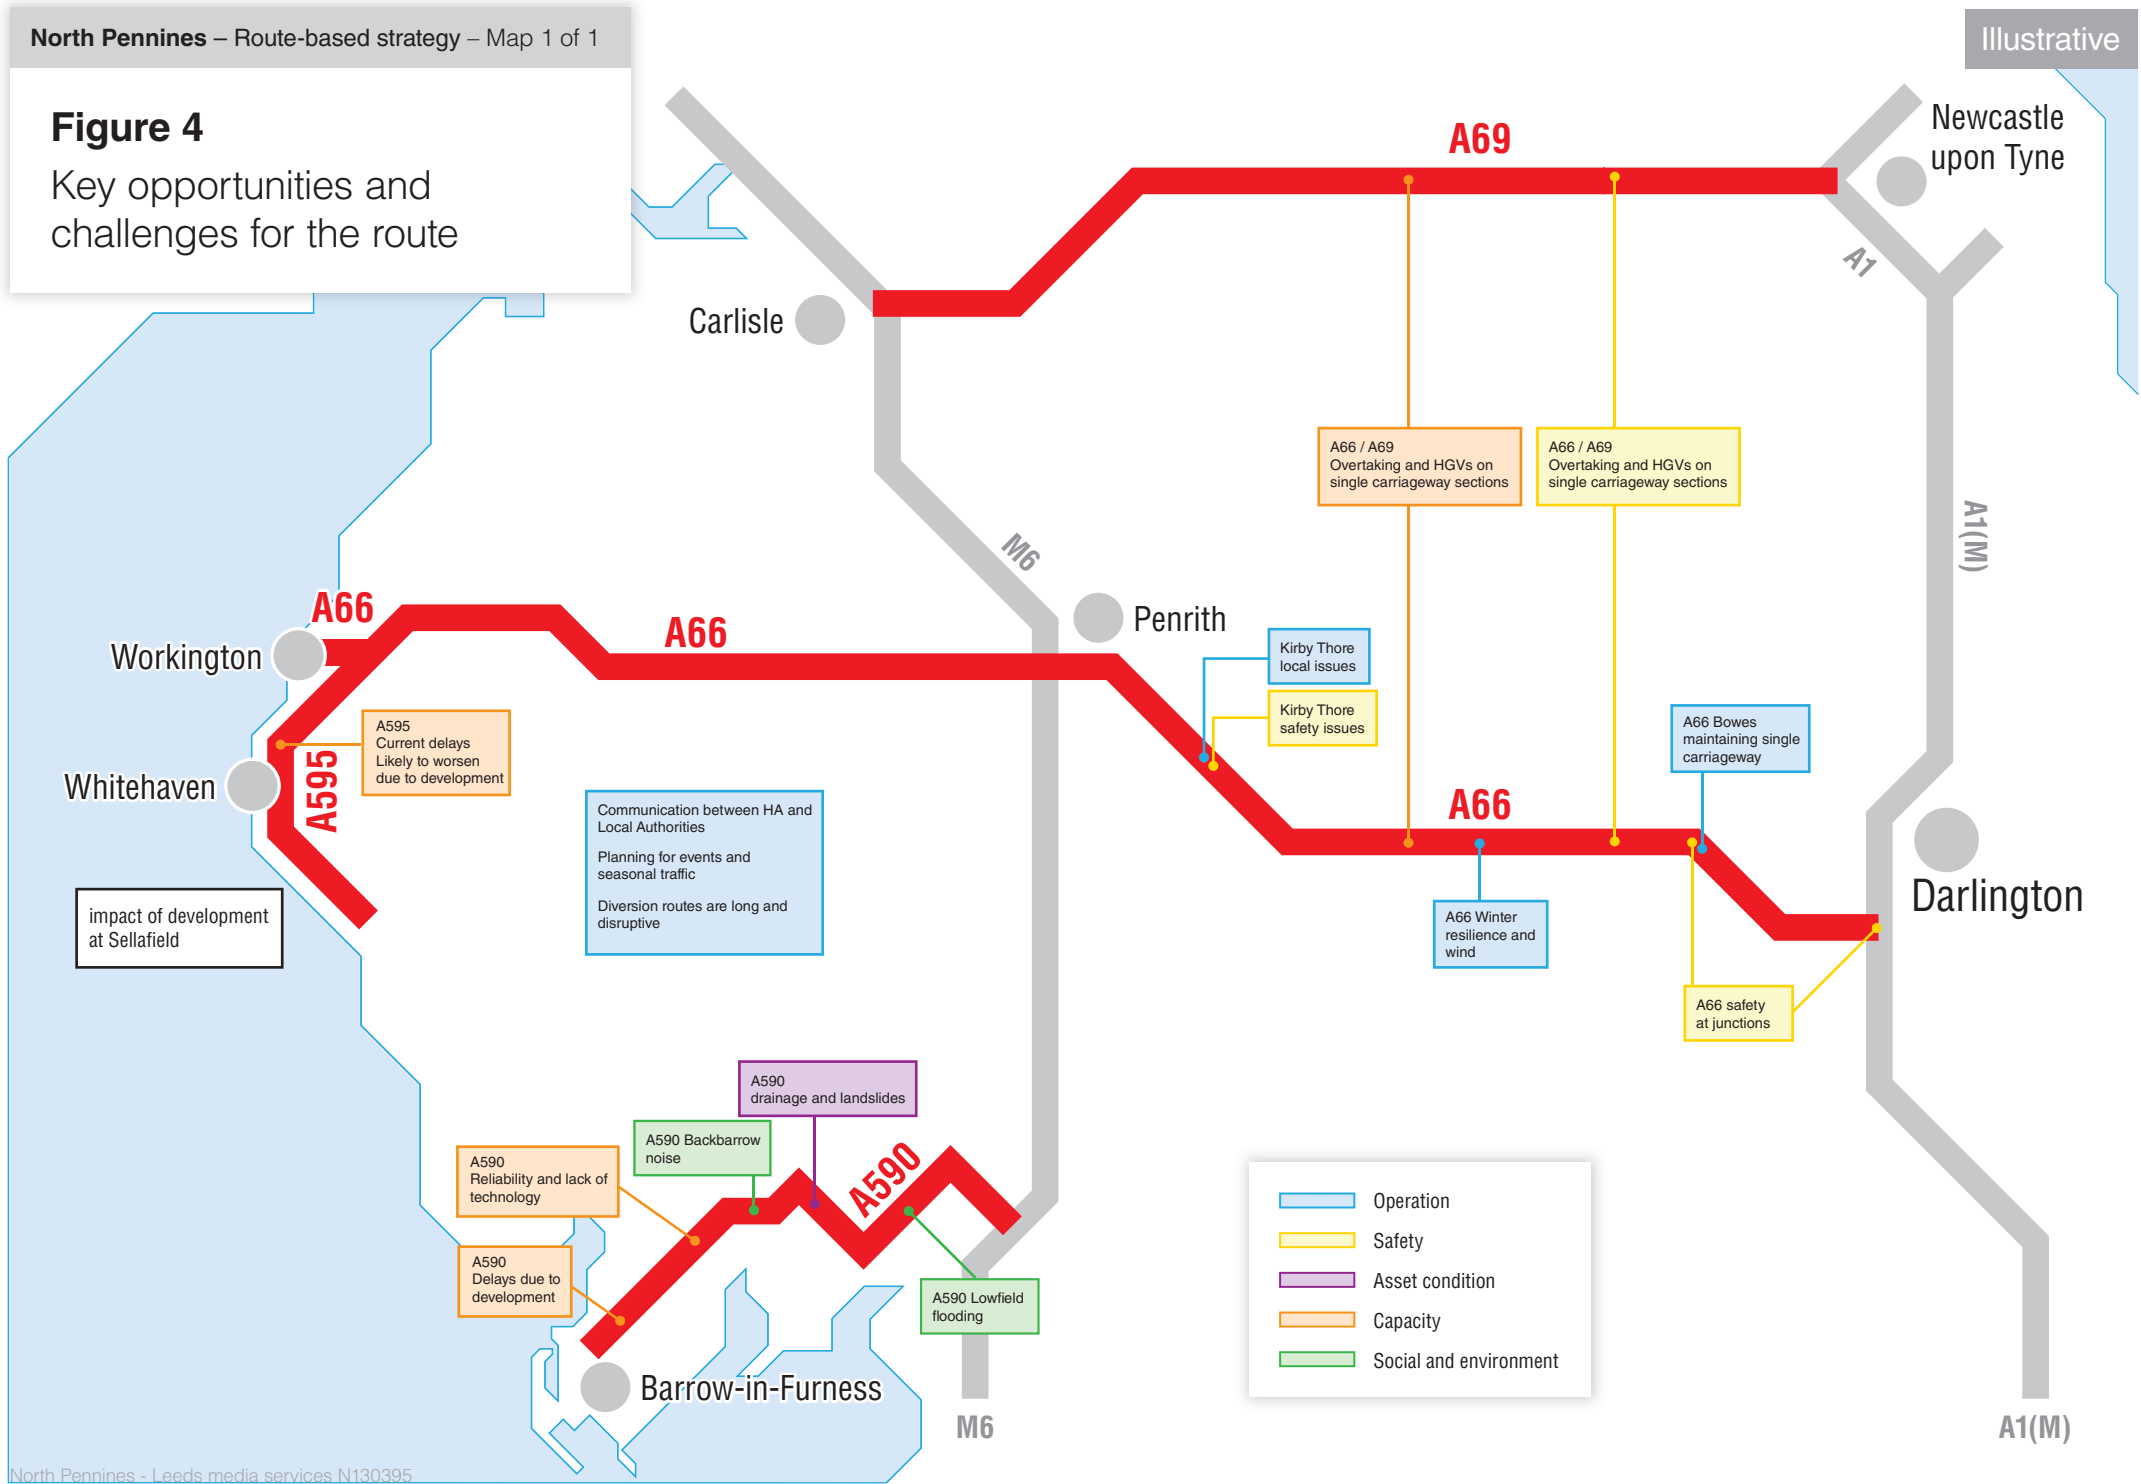 North Pennines – Route-based strategy – Map 1 of 1
Illustrative
Figure 4
Key opportunities and
challenges for the route
A69
Newcastle
upon Tyne
A1
Carlisle
A66 / A69
Overtaking and HGVs on
single carriageway sections
A66 / A69
Overtaking and HGVs on
single carriageway sections
A1(M)
M6
A66
A66
Penrith
Workington
Kirby Thore
local issues
Kirby Thore
safety issues
A595
Current delays
Likely to worsen
due to development
A595
Whitehaven
A66 Bowes
maintaining single
carriageway
A66
Communication between HA and
Local Authorities
Planning for events and
seasonal traffic
Diversion routes are long and
disruptive
Darlington
impact of development
at Sellafield
A66 Winter
resilience and
wind
A66 safety
at junctions
A590
drainage and landslides
A590 Backbarrow
noise
A590
A590
Reliability and lack of
technology
A590
Delays due to
development
A590 Lowfield
flooding
Operation
Safety
Asset condition
Capacity
Social and environment
Barrow-in-Furness
M6
A1(M)
North Pennines - Leeds media services N130395